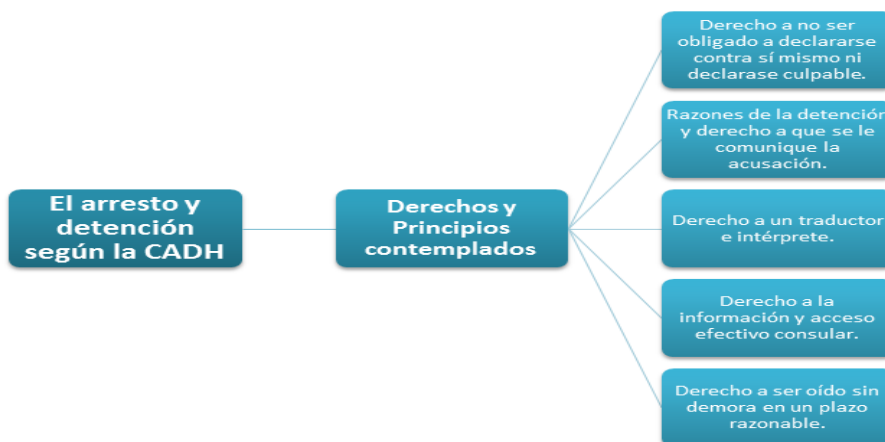 El arresto y
detención
según la CADH
Derechos y
Principios
contemplados
Derecho a no ser
obligado a declararse
contra sí mismo ni
declarase culpable.
Razones de la detención
y derecho a que se le
comunique la
acusación.
Derecho a un traductor
e intérprete.
Derecho a la
información y acceso
efectivo consular.
Derecho a ser oído sin
demora en un plazo
razonable.